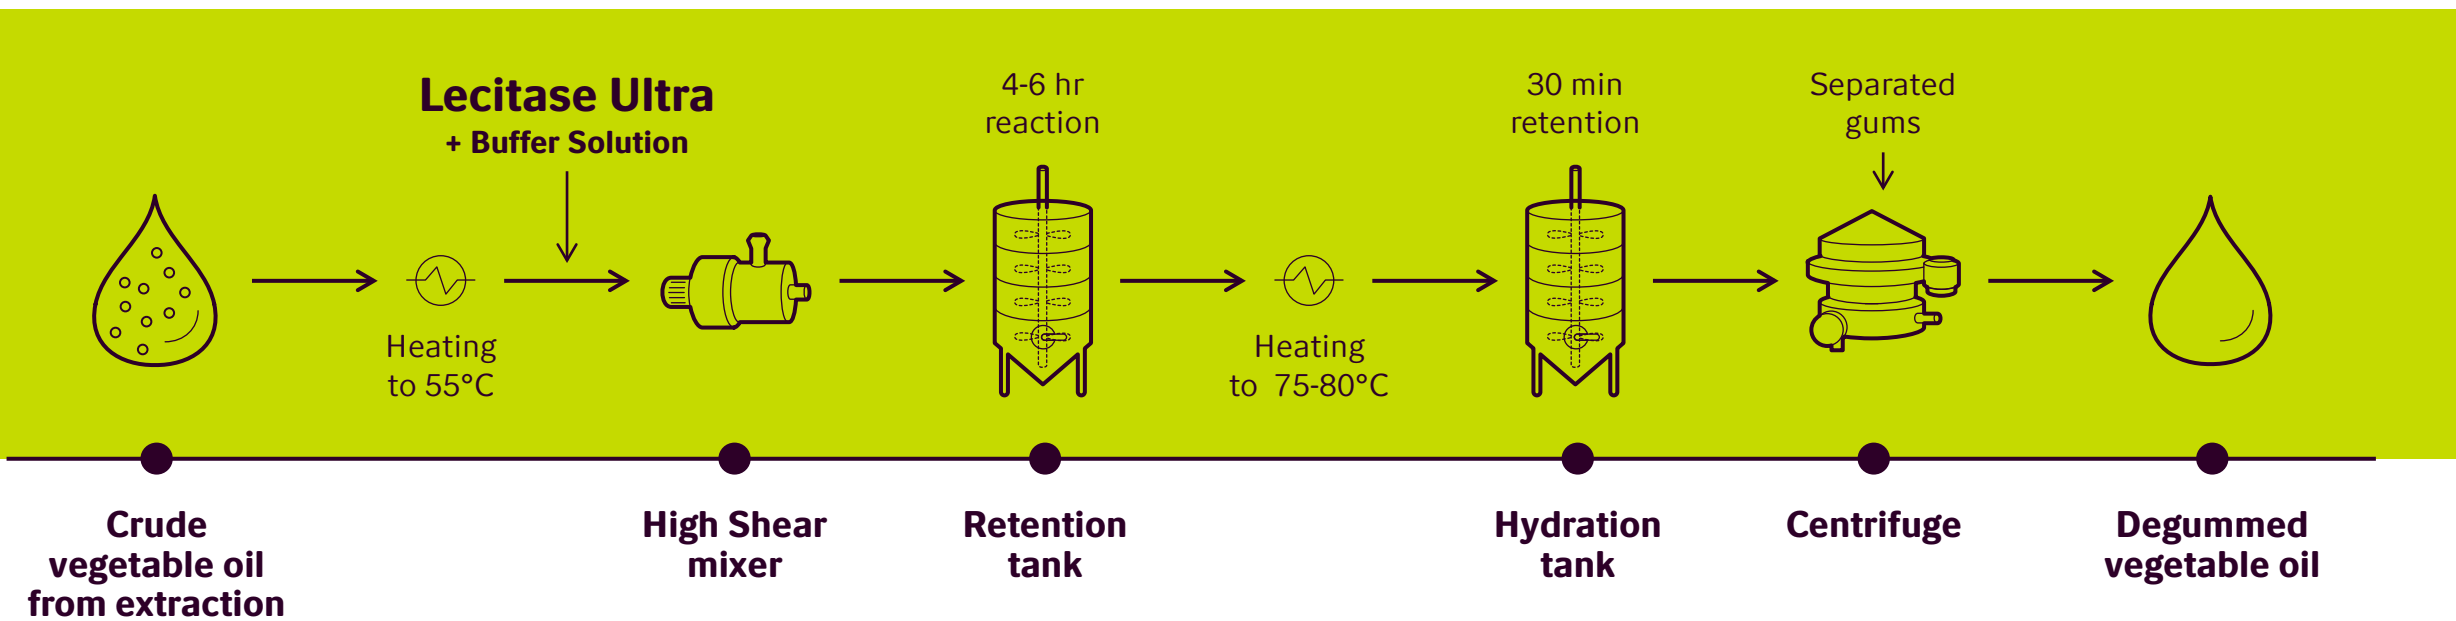 Lecitase Ultra
+ Buffer Solution
4-6 hr
reaction
30 min
retention
Separated
gums
Heating
to 55°C
Heating
to 75-80°C
Crude
vegetable oil
from extraction
High Shear
mixer
Retention
tank
Hydration
tank
Centrifuge
Degummed
vegetable oil